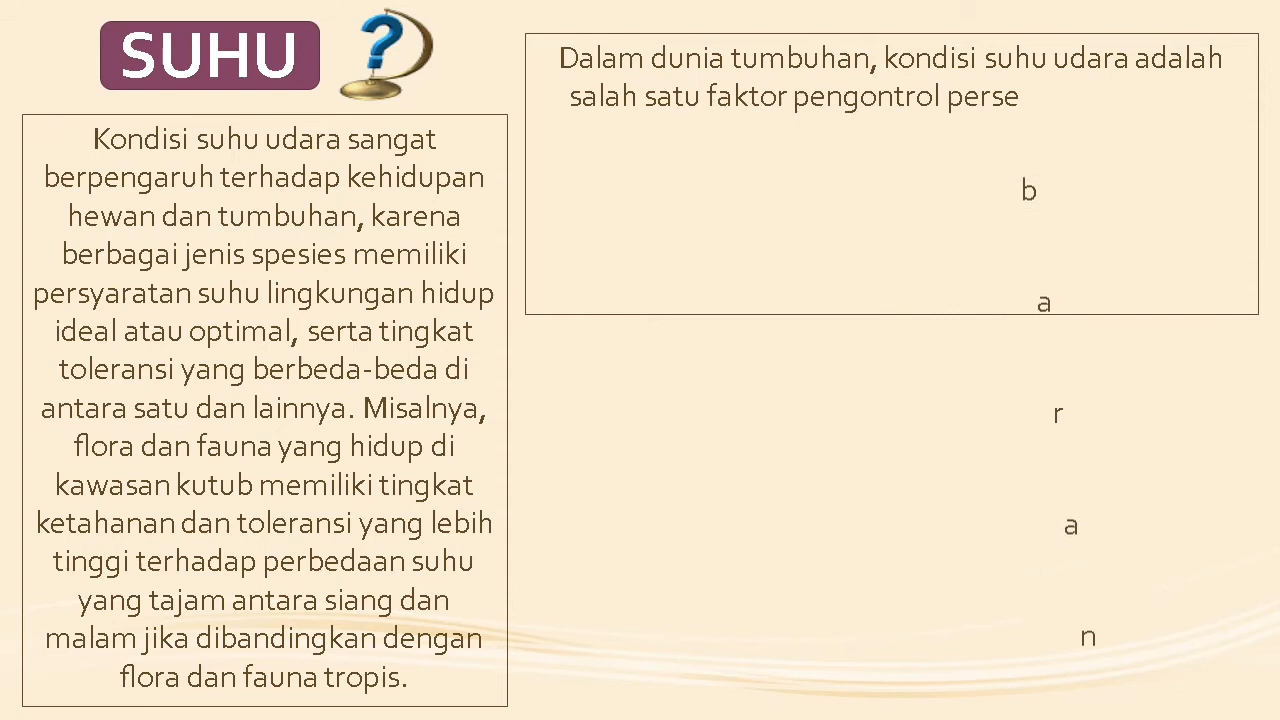 SUHU
?
Kondisi suhu udara sangat
berpengaruh terhadap kehidupan
hewan dan tumbuhan, karena
berbagai jenis spesies memiliki
persyaratan suhu lingkungan hidup
ideal atau optimal, serta tingkat
toleransi yang berbeda-beda di
antara satu dan lainnya. Misalnya,
flora dan fauna yang hidup di
kawasan kutub memiliki tingkat
ketahanan dan toleransi yang lebih
tinggi terhadap perbedaan suhu
yang tajam antara siang dan
malam jika dibandingkan dengan
flora dan fauna tropis.
Dalam dunia tumbuhan, kondisi suhu udara adalah
salah satu faktor pengontrol perse
b
a
r
a
n